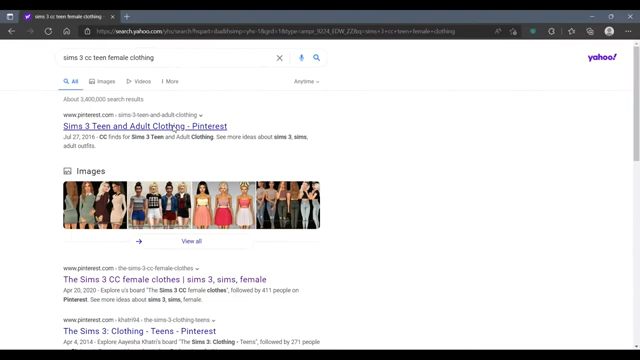 sims 3 cc teen female clothing
https://search.yahoo.com/yhs/search?hspart=
sims 3 cc teen female clothing
yahoo!
All
Images
Videos
More
Anytime
About 3,400,000 search results
www.pinterest.com › sims-3-teen-and-adult-clothing
Sims 3 Teen and Adult Clothing - Pinterest
Jul 27, 2016 - CC finds for Sims 3 Teen and Adult Clothing. See more ideas about sims 3, sims,
adult outfits.
Images
View all
www.pinterest.com › the-sims-3-cc-female-clothes
The Sims 3 CC female clothes | sims 3, sims, female
Apr 20, 2020 - Explore u's board "The Sims 3 CC female clothes", followed by 411 people on
Pinterest. See more ideas about sims 3, sims, female.
www.pinterest.com › khatri94 › the-sims-3-clothing-teens
The Sims 3: Clothing - Teens - Pinterest
Apr 4, 2014 - Explore Aayesha Khatri's board "The Sims 3: Clothing - Teens", followed by 271 people